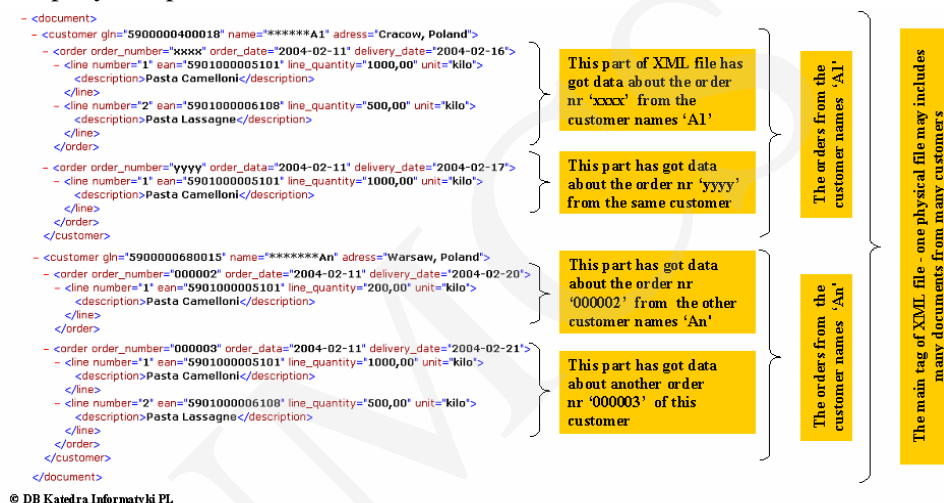 - <document>
- <customer gln="5900000400018" name="******A1" adress="Cracow, Poland">
- <order order_number="xxxx" order_date="2004-02-11" delivery_date="2004-02-16">
- <line number="1" ean="5901000005101" line_quantity="1000,00" unit="kilo">
<description>Pasta Camelloni</description>
</line>
- <line number="2" ean="5901000006108" line_quantity="500,00" unit="kilo">
<description>Pasta Lassagne</description>
</line>
</order>
- <order order_number="yyyy" order_data="2004-02-11" delivery_date="2004-02-17">
- <line number="1" ean="5901000005101" line_quantity="1000,00" unit="kilo">
<description>Pasta Camelloni</description>
</line>
</order>
</customer>
- <customer gln="5900000680015" name="*******An" adress="Warsaw, Poland">
- <order order_number="000002" order_date="2004-02-11" delivery_date="2004-02-20">
- <line number="1" ean="5901000005101" line_quantity="200,00" unit="kilo">
<description>Pasta Camelloni</description>
</line>
</order>
- <order order_number="000003" order_date="2004-02-11" delivery_date="2004-02-21">
- <line number="1" ean="5901000005101" line_quantity="1000,00" unit="kilo">
<description>Pasta Camelloni</description>
</line>
- <line number="2" ean="5901000006108" line_quantity="500,00" unit="kilo">
<description>Pasta Lassagne</description>
</line>
</order>
</customer>
</document>
This part of XML file has
got data about the order
nr ‘xxxx’ from the
customer names ‘A1’
This part has got data
about the order nr ‘yyyy’
from the same customer
This part has got data
about the order nr
‘000002’ from the other
customer names ‘An'
This part has got data
about another order
nr ‘000003’ of this
customer
The orders from the
customer names ‘A1'
The orders from the
customer names ‘An'
The main tag of XML file - one physical file may includes
many documents from many customers
© DB Katedra Informatyki PL